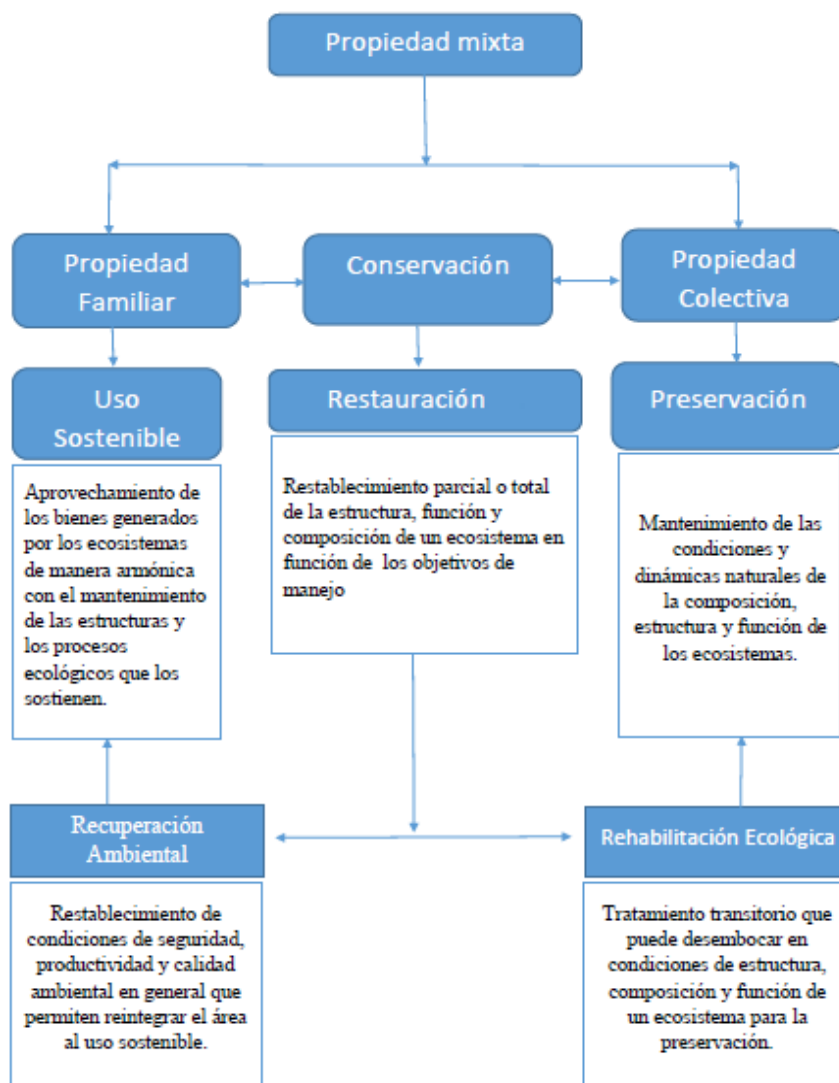 Propiedad mixta
Propiedad
Familiar
Conservación
Propiedad
Colectiva
Uso
Sostenible
Aprovechamiento de
los bienes generados
por los ecosistemas
de manera armónica
con el mantenimiento
de las estructuras y
los procesos
ecológicos que los
sostienen.
Restauración
Restablecimiento parcial o total
de la estructura, función y
composición de un ecosistema en
función de los objetivos de
manejo
Preservación
Mantenimiento de las
condiciones y
dinámicas naturales de
la composición,
estructura y función de
los ecosistemas.
Recuperación
Ambiental
Restablecimiento de
condiciones de seguridad,
productividad y calidad
ambiental en general que
permiten reintegrar el área
al uso sostenible.
Rehabilitación Ecológica
Tratamiento transitorio que
puede desembocar en
condiciones de estructura,
composición y función de
un ecosistema para la
preservación.